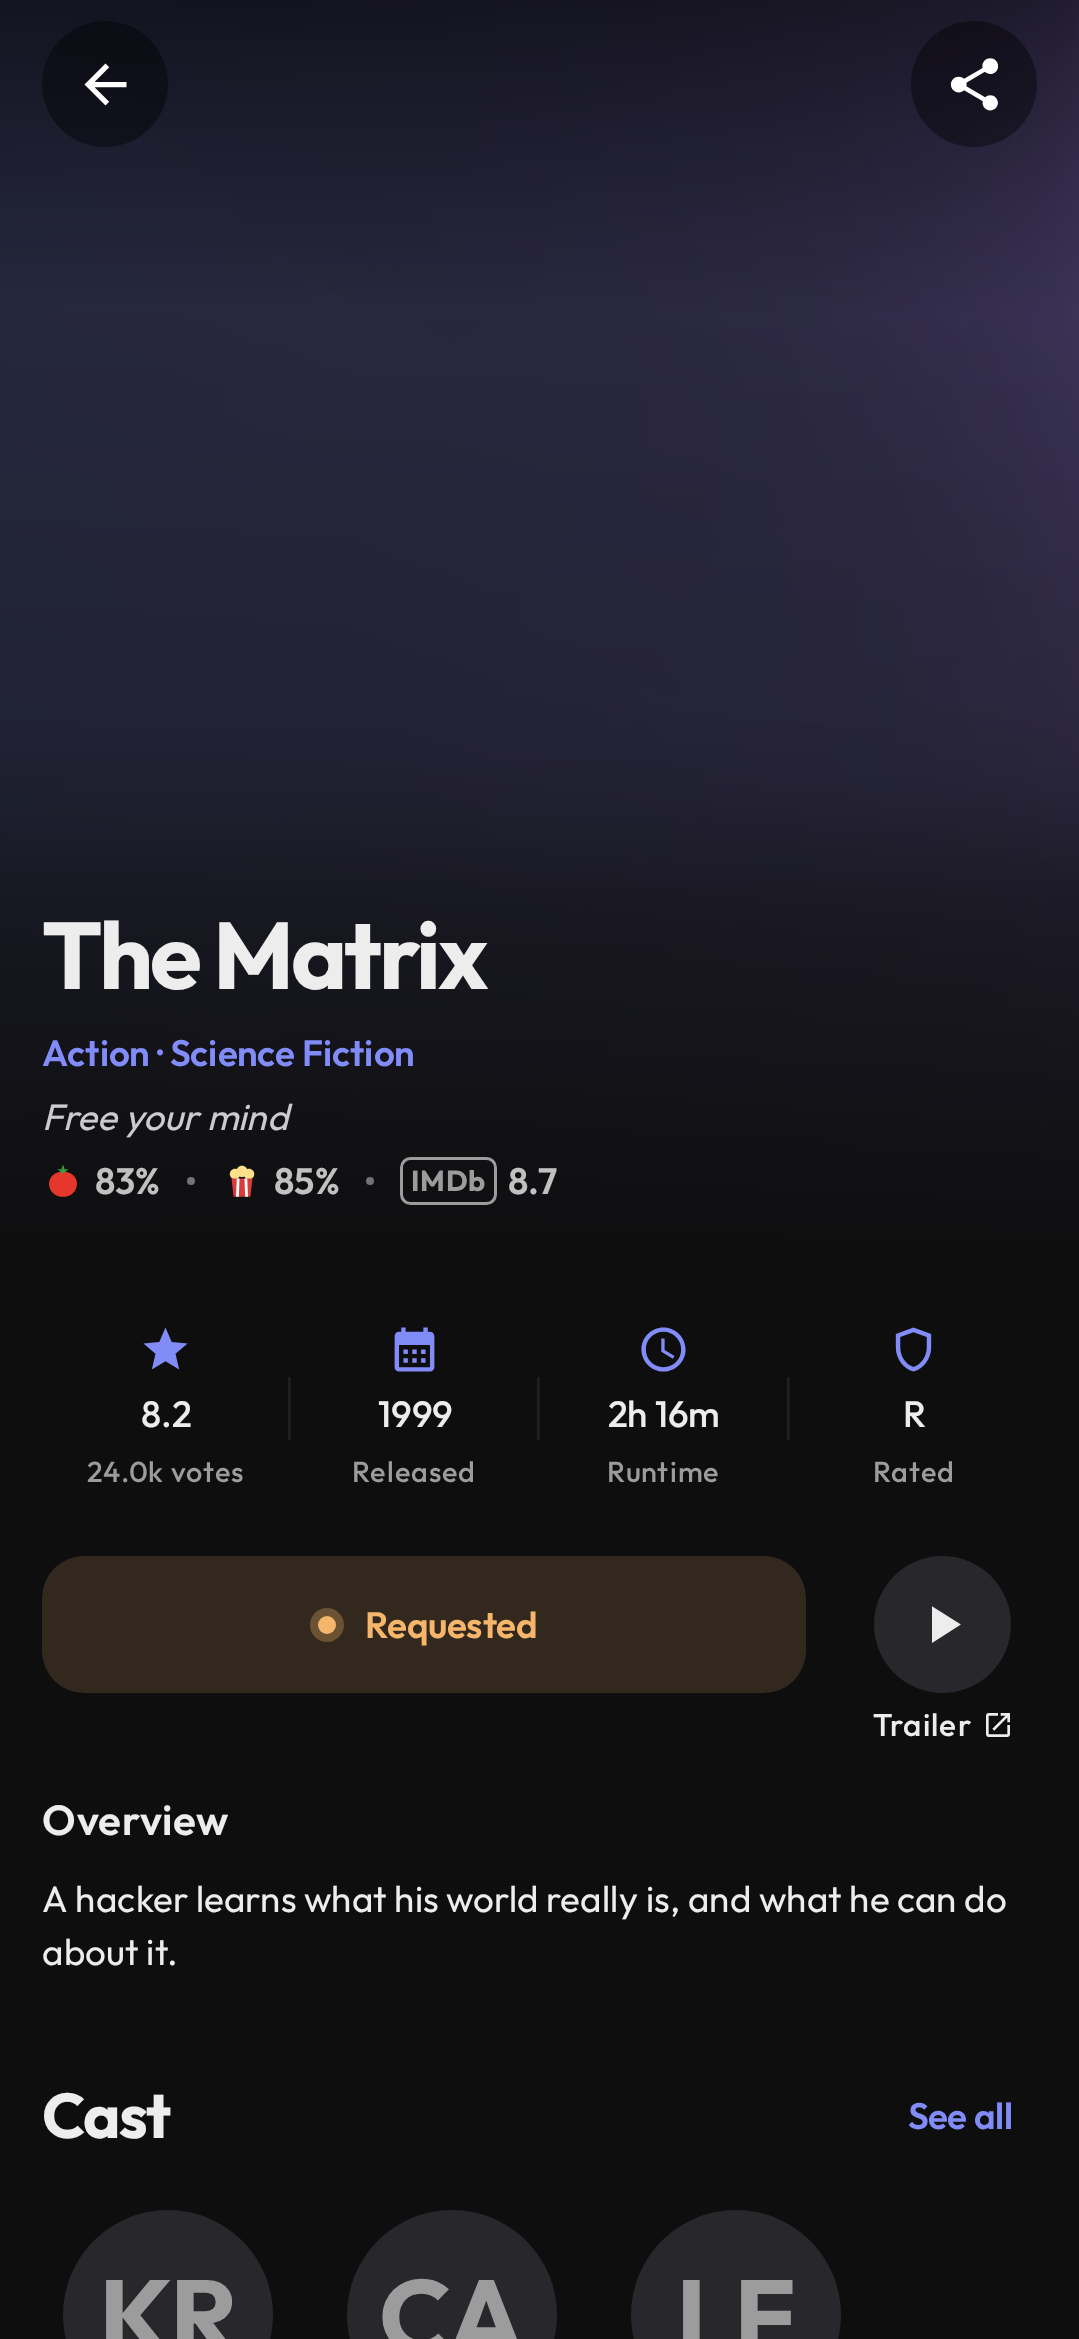 The Matrix
Action · Science Fiction
Free your mind
83% • 85% • IMDb 8.7
8.2 1999 2h 16m R
24.0k votes Released Runtime Rated
Requested
Trailer
Overview
A hacker learns what his world really is, and what he can do
about it.
Cast See all
KR CA LF